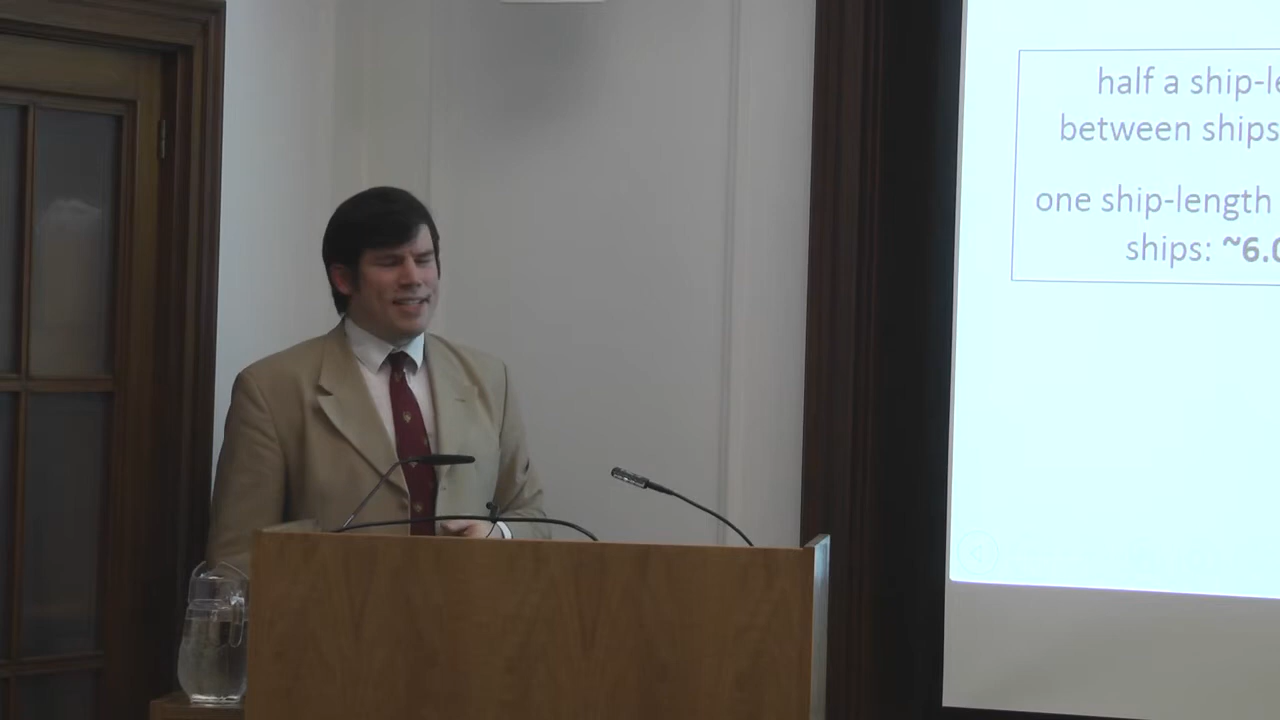 half a ship-le
between ships
one ship-length
ships: ~6.0